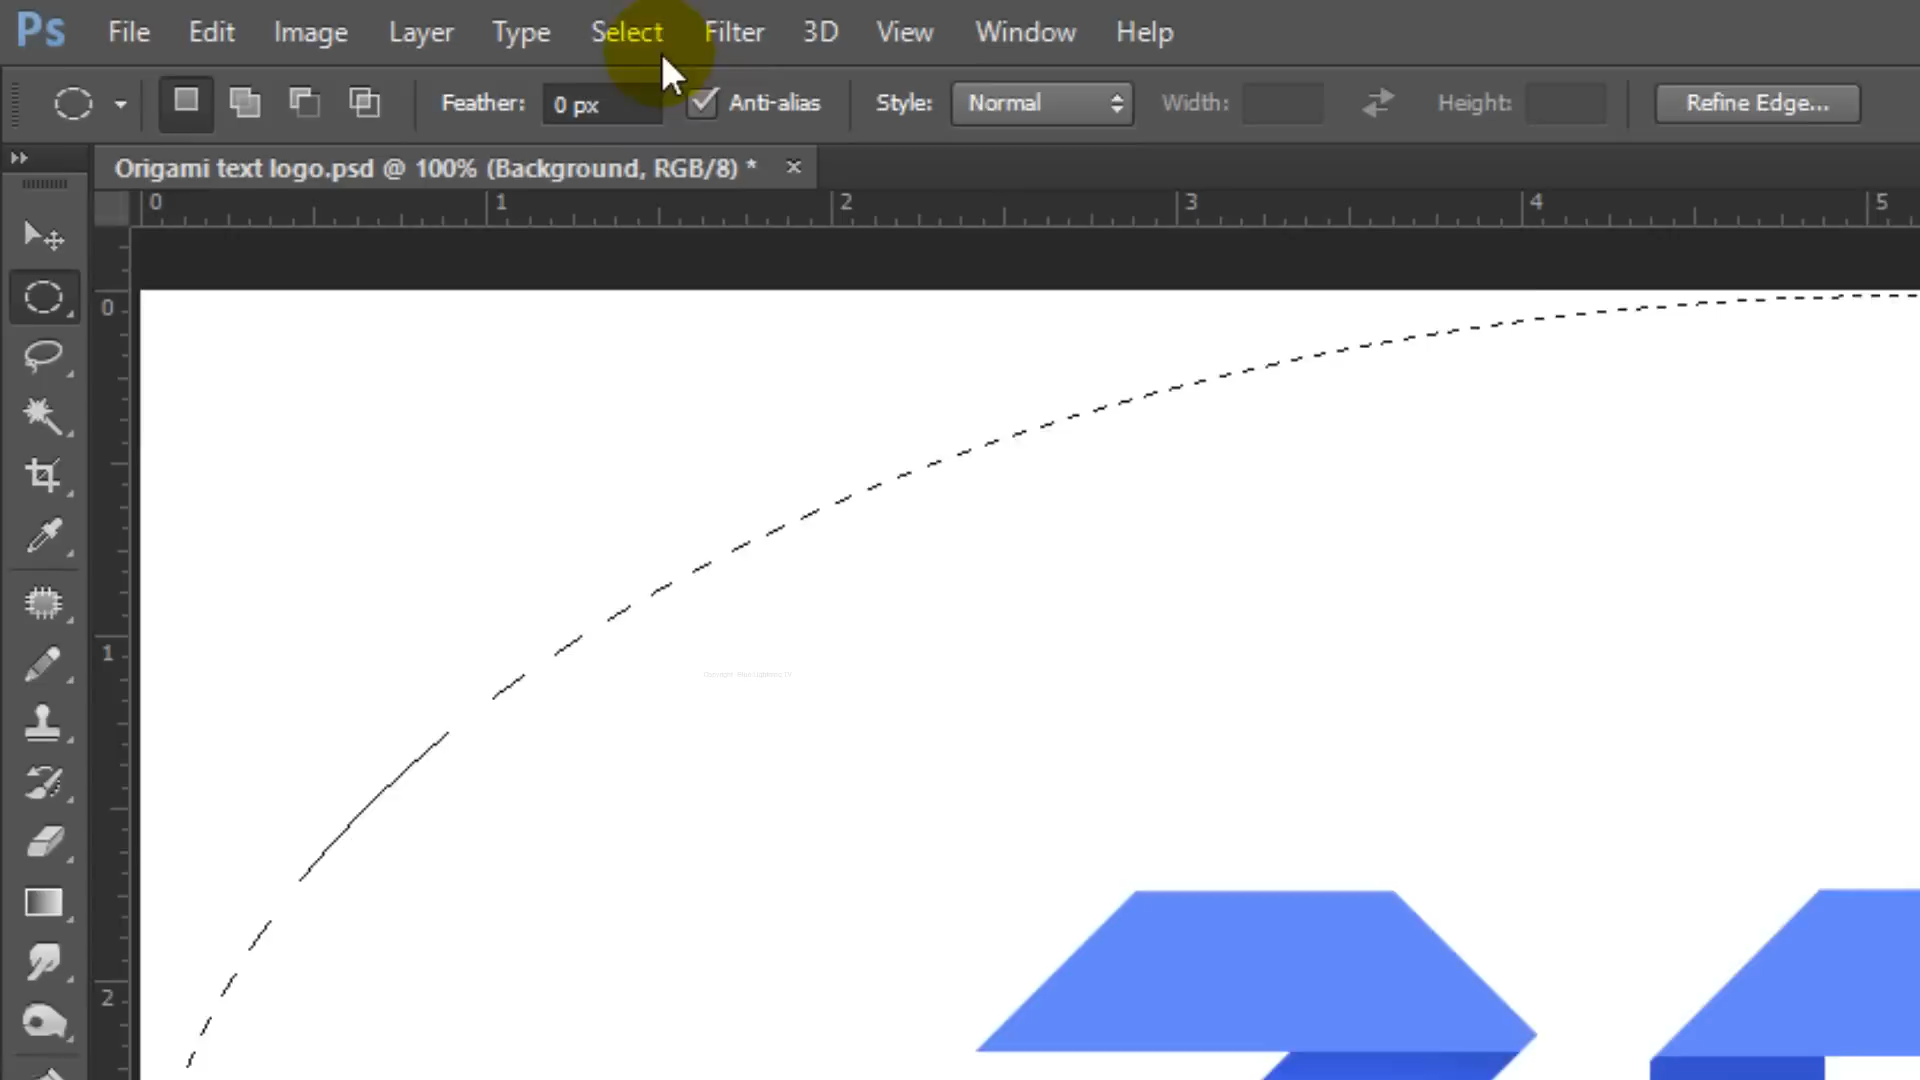 Ps File Edit Image Layer Type Select Filter 3D View Window Help
Feather: 0 px Anti-alias Style: Normal Width: Height: Refine Edge...
Origami text logo.psd @ 100% (Background, RGB/8) * ×
0 1 2 3 4 5
0
1
2